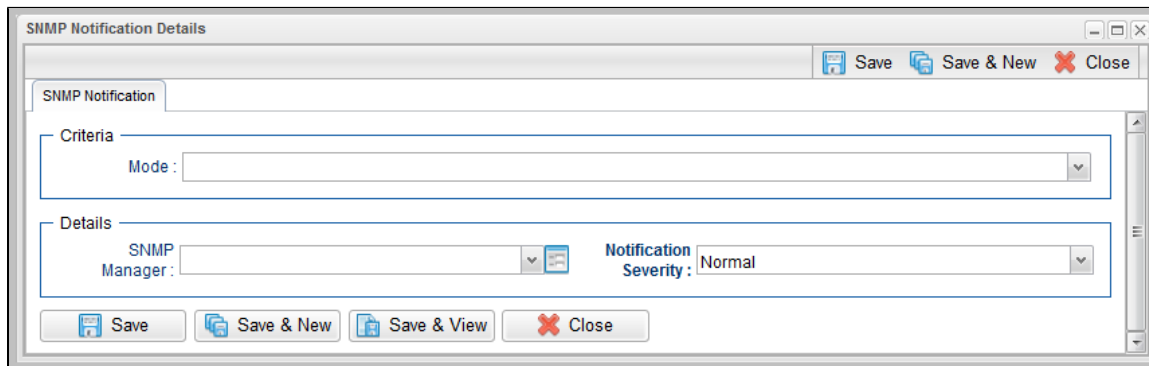 SNMP Notification Details
Save Save & New Close
SNMP Notification
Criteria
Mode :
Details
SNMP Manager :
Notification Severity : Normal
Save Save & New Save & View Close